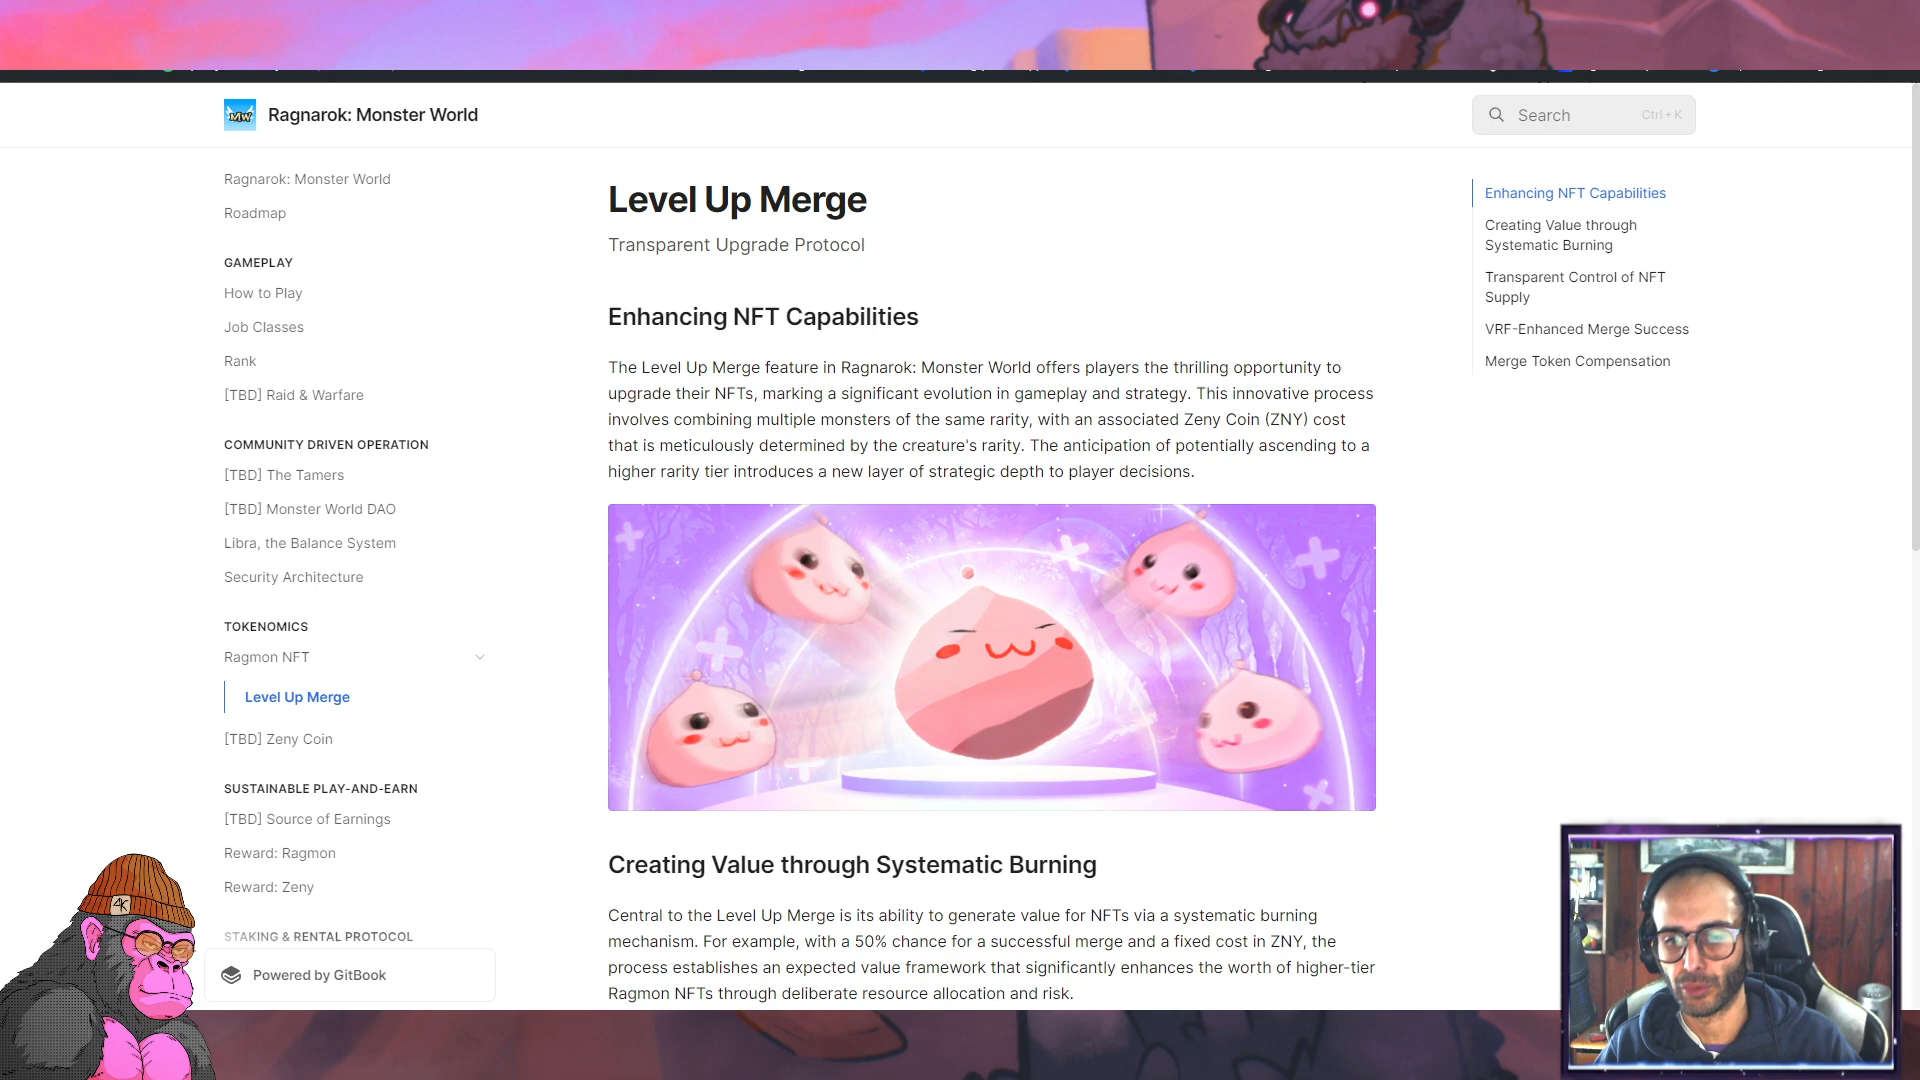 MW
Ragnarok: Monster World
Search
Ctrl + K
Ragnarok: Monster World
Roadmap
GAMEPLAY
How to Play
Job Classes
Rank
[TBD] Raid & Warfare
COMMUNITY DRIVEN OPERATION
[TBD] The Tamers
[TBD] Monster World DAO
Libra, the Balance System
Security Architecture
TOKENOMICS
Ragmon NFT
Level Up Merge
[TBD] Zeny Coin
SUSTAINABLE PLAY-AND-EARN
[TBD] Source of Earnings
Reward: Ragmon
Reward: Zeny
STAKING & RENTAL PROTOCOL
Powered by GitBook
4K
Level Up Merge
Transparent Upgrade Protocol
Enhancing NFT Capabilities
The Level Up Merge feature in Ragnarok: Monster World offers players the thrilling opportunity to
upgrade their NFTs, marking a significant evolution in gameplay and strategy. This innovative process
involves combining multiple monsters of the same rarity, with an associated Zeny Coin (ZNY) cost
that is meticulously determined by the creature's rarity. The anticipation of potentially ascending to a
higher rarity tier introduces a new layer of strategic depth to player decisions.
Creating Value through Systematic Burning
Central to the Level Up Merge is its ability to generate value for NFTs via a systematic burning
mechanism. For example, with a 50% chance for a successful merge and a fixed cost in ZNY, the
process establishes an expected value framework that significantly enhances the worth of higher-tier
Ragmon NFTs through deliberate resource allocation and risk.
Enhancing NFT Capabilities
Creating Value through
Systematic Burning
Transparent Control of NFT
Supply
VRF-Enhanced Merge Success
Merge Token Compensation